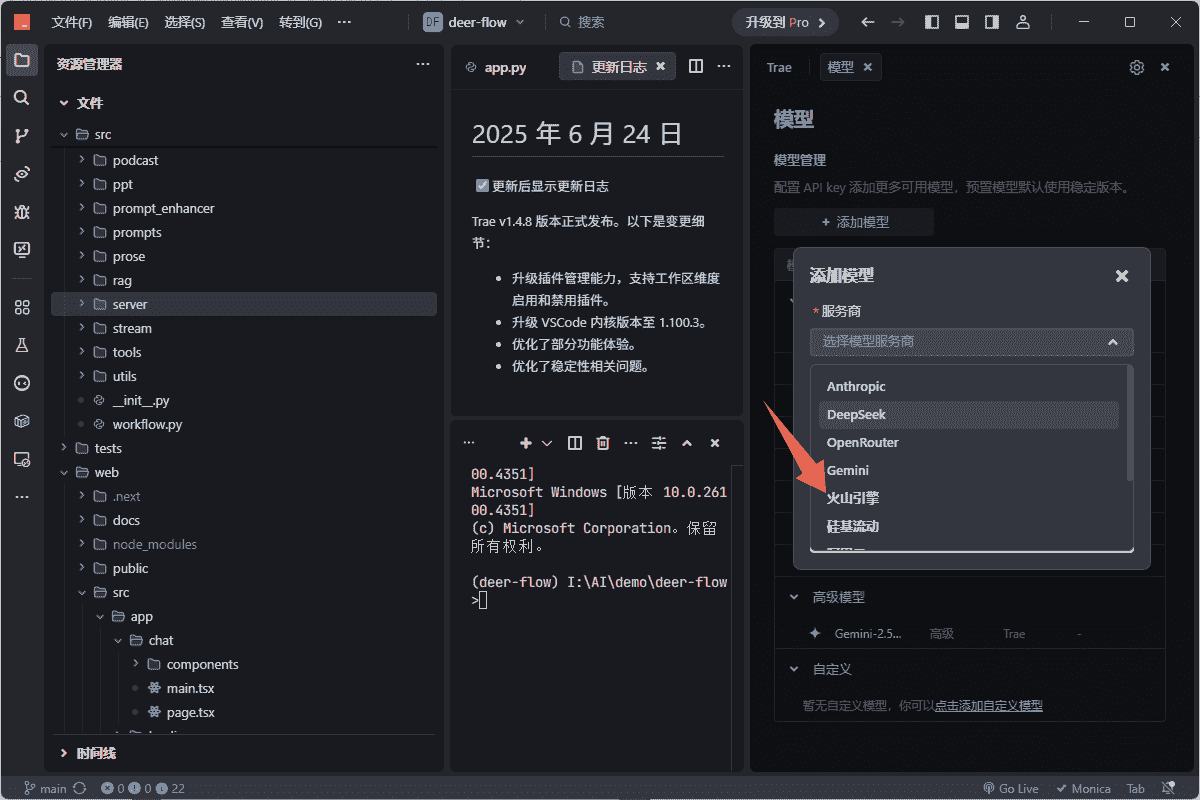 文件(F) 编辑(E) 选择(S) 查看(V) 转到(G) ···
DF deer-flow
搜索
升级到 Pro
资源管理器
文件
src
podcast
ppt
prompt_enhancer
prompts
prose
rag
server
stream
tools
utils
__init__.py
workflow.py
tests
web
.next
docs
node_modules
public
src
app
chat
components
main.tsx
page.tsx
时间线
app.py
更新日志
2025 年 6 月 24 日
更新后显示更新日志
Trae v1.4.8 版本正式发布。以下是变更细
节：
• 升级插件管理能力，支持工作区维度
启用和禁用插件。
• 升级 VSCode 内核版本至 1.100.3。
• 优化了部分功能体验。
• 优化了稳定性相关问题。
00.4351]
Microsoft Windows [版本 10.0.261
00.4351]
(c) Microsoft Corporation。保留
所有权利。
(deer-flow) I:\AI\demo\deer-flow
>
Trae
模型
模型
模型管理
配置 API key 添加更多可用模型，预置模型默认使用稳定版本。
+ 添加模型
添加模型
* 服务商
选择模型服务商
Anthropic
DeepSeek
OpenRouter
Gemini
火山引擎
硅基流动
高级模型
Gemini-2.5... 高级 Trae -
自定义
暂无自定义模型，你可以点击添加自定义模型
main 0 0 22
Go Live Monica Tab